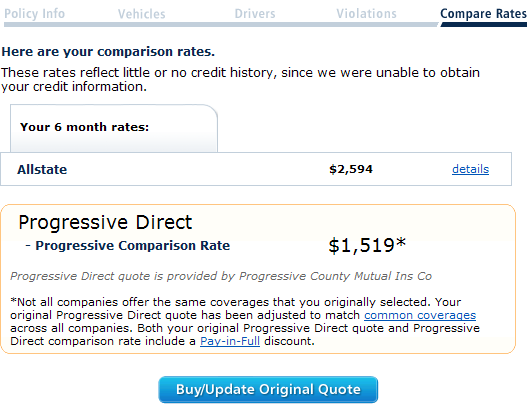 Policy Info Vehicles Drivers Violations Compare Rates
Here are your comparison rates.
These rates reflect little or no credit history, since we were unable to obtain
your credit information.
Your 6 month rates:
Allstate $2,594 details
Progressive Direct
- Progressive Comparison Rate $1,519*
Progressive Direct quote is provided by Progressive County Mutual Ins Co
*Not all companies offer the same coverages that you originally selected. Your
original Progressive Direct quote has been adjusted to match common coverages
across all companies. Both your original Progressive Direct quote and Progressive
Direct comparison rate include a Pay-in-Full discount.
Buy/Update Original Quote